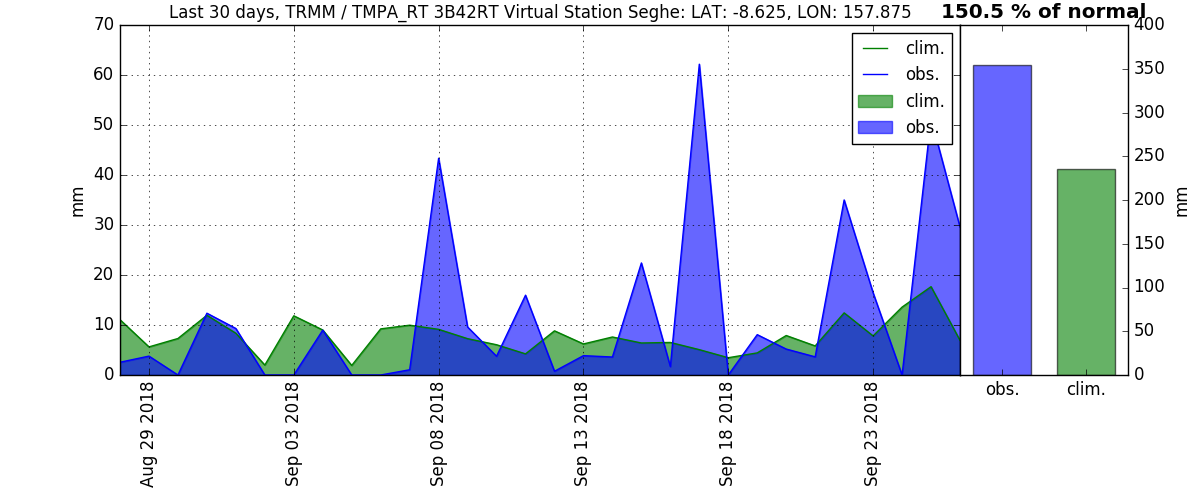 Last 30 days, TRMM / TMPA_RT 3B42RT Virtual Station Seghe: LAT: -8.625, LON: 157.875
150.5 % of normal
70
60
50
40
30
20
10
0
mm
clim.
obs.
clim.
obs.
Aug 29 2018
Sep 03 2018
Sep 08 2018
Sep 13 2018
Sep 18 2018
Sep 23 2018
400
350
300
250
200
150
100
50
0
mm
obs.
clim.